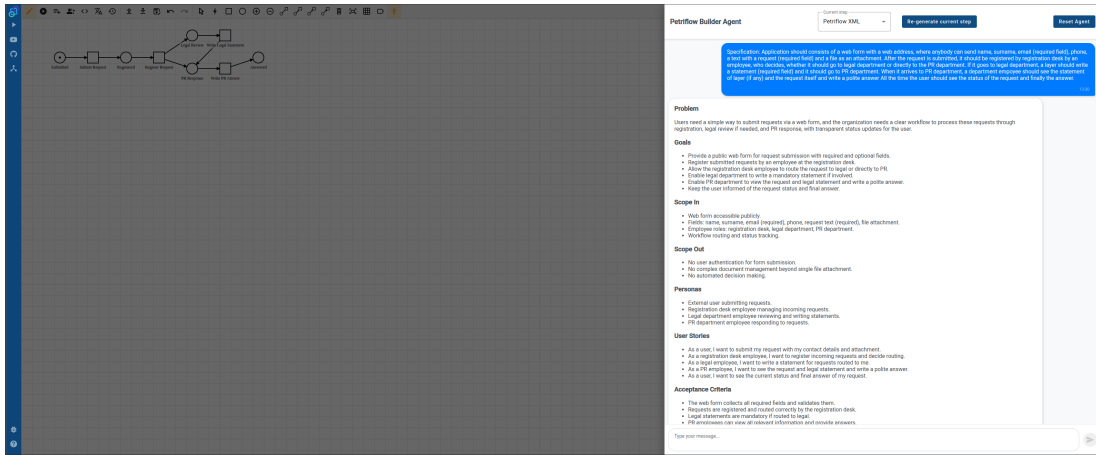 Petriflow Builder Agent
Current step
Petriflow XML
Re-generate current step
Reset Agent
Legal Review
Write Legal Statement
Submitted
Submit Request
Registered
Register Request
PR Response
Write PR Answer
Answered
Specification: Application should consists of a web form with a web address, where anybody can send name, surname, email (required field), phone,
a text with a request (required field) and a file as an attachment. After the request is submitted, it should be registered by registration desk by an
employee, who decides, whether it should go to legal department or directly to the PR department. If it goes to legal department, a layer should write
a statement (required field) and it should go to PR department. When it arrives to PR department, a department empoyee should see the statement
of layer (if any) and the request itself and write a polite answer All the time the user should see the status of the request and finally the answer.
Problem
Users need a simple way to submit requests via a web form, and the organization needs a clear workflow to process these requests through
registration, legal review if needed, and PR response, with transparent status updates for the user.
Goals
• Provide a public web form for request submission with required and optional fields.
• Register submitted requests by an employee at the registration desk.
• Allow the registration desk employee to route the request to legal or directly to PR.
• Enable legal department to write a mandatory statement if involved.
• Enable PR department to view the request and legal statement and write a polite answer.
• Keep the user informed of the request status and final answer.
Scope In
• Web form accessible publicly.
• Fields: name, surname, email (required), phone, request text (required), file attachment.
• Employee roles: registration desk, legal department, PR department.
• Workflow routing and status tracking.
Scope Out
• No user authentication for form submission.
• No complex document management beyond single file attachment.
• No automated decision making.
Personas
• External user submitting requests.
• Registration desk employee managing incoming requests.
• Legal department employee reviewing and writing statements.
• PR department employee responding to requests.
User Stories
• As a user, I want to submit my request with my contact details and attachment.
• As a registration desk employee, I want to register incoming requests and decide routing.
• As a legal employee, I want to write a statement for requests routed to me.
• As a PR employee, I want to see the request and legal statement and write a polite answer.
• As a user, I want to see the current status and final answer of my request.
Acceptance Criteria
• The web form collects all required fields and validates them.
• Requests are registered and routed correctly by the registration desk.
• Legal statements are mandatory if routed to legal.
• PR employees can view all relevant information and provide answers.
Type your message...